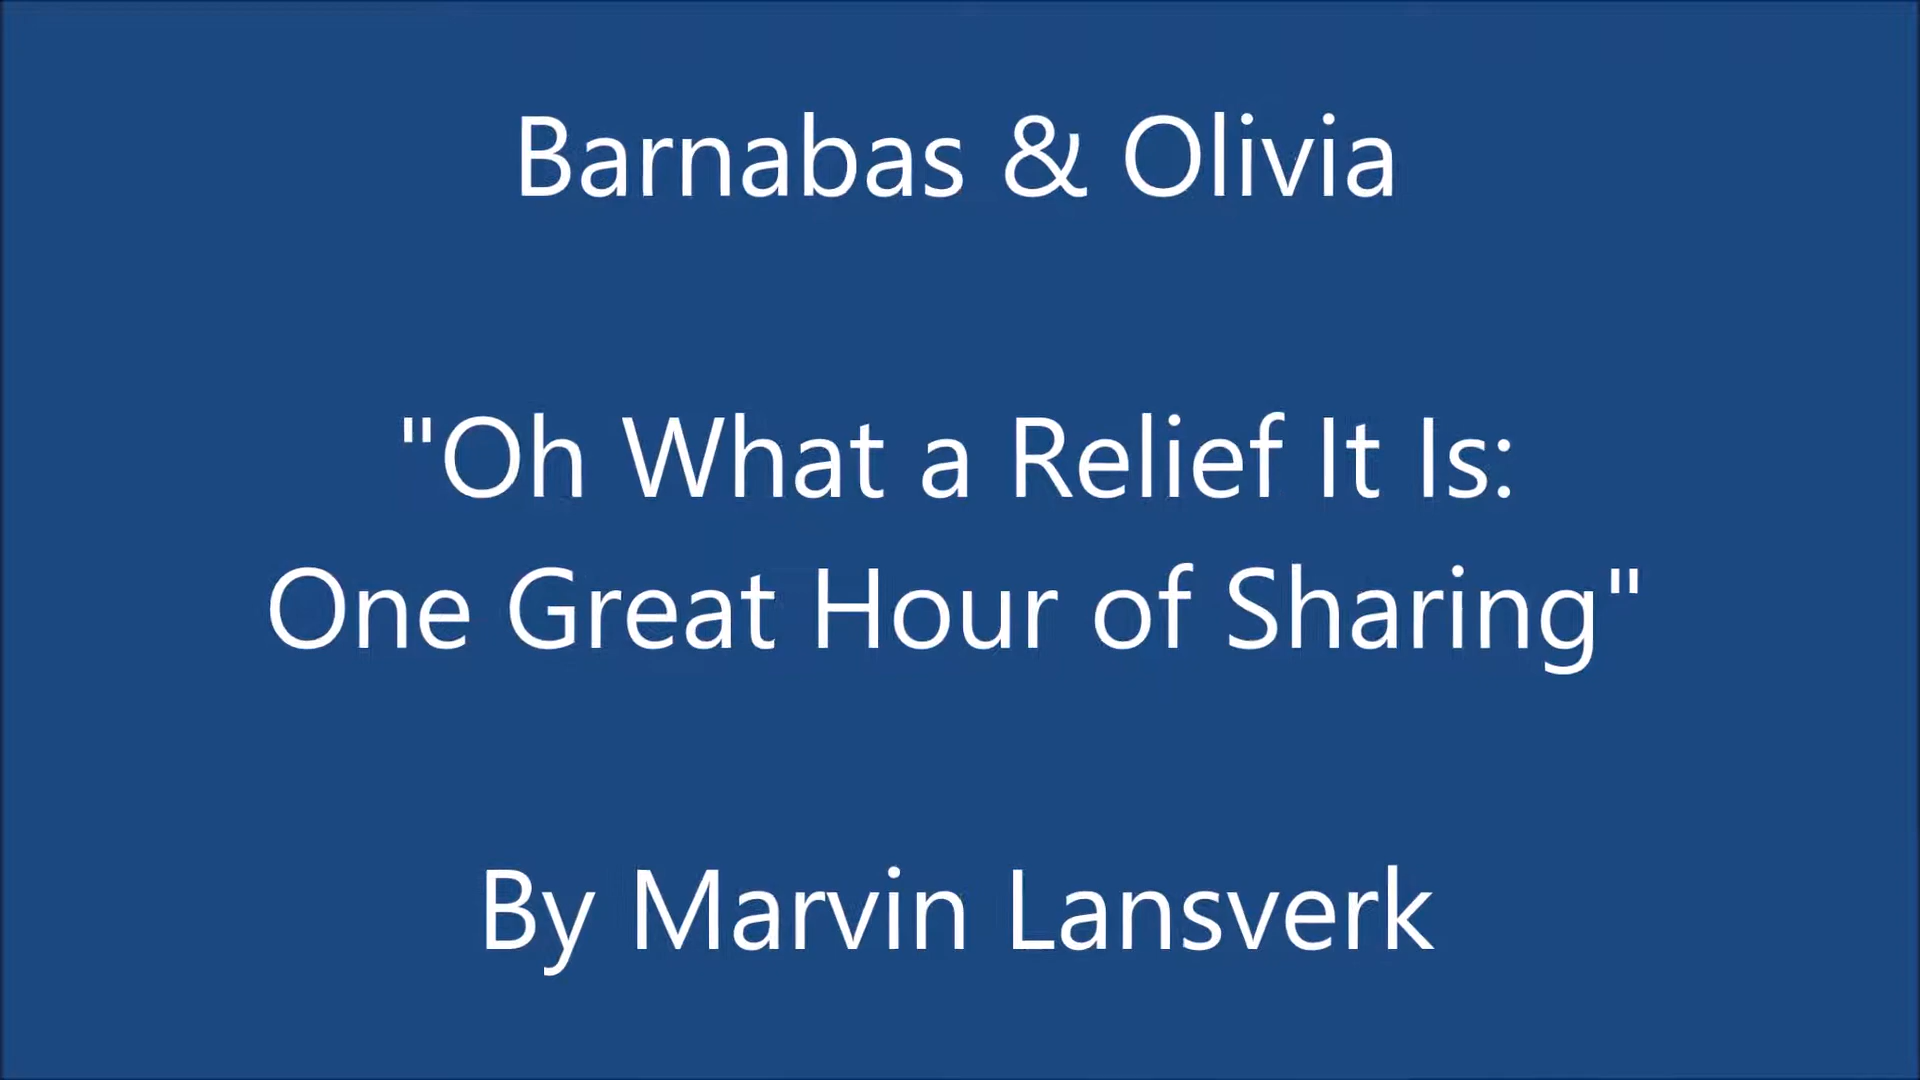 Barnabas & Olivia
"Oh What a Relief It Is:
One Great Hour of Sharing"
By Marvin Lansverk